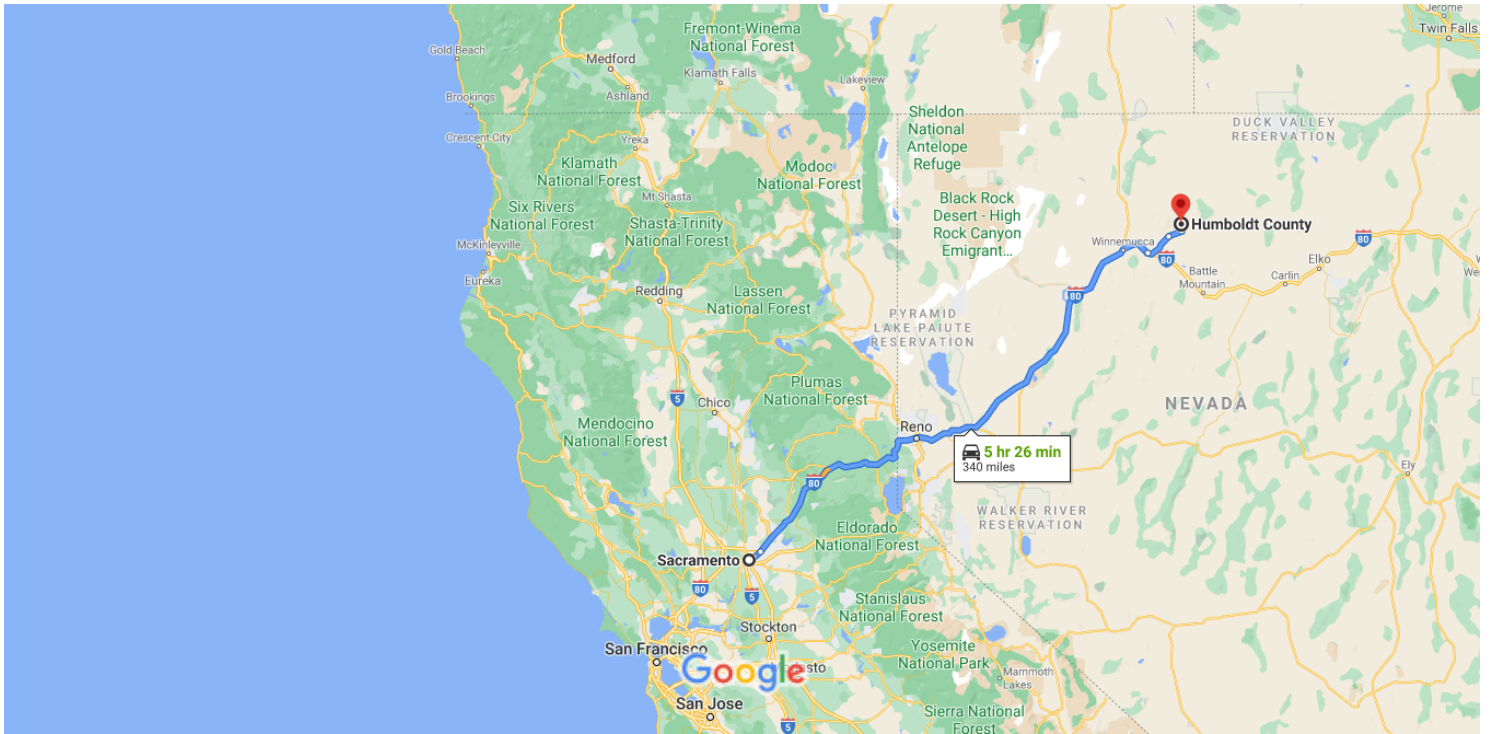 Jerome
Twin Falls
Fremont-Winema
National Forest
Gold Beach
Medford
Klamath Falls
Lakeview
Ashland
Brookings
Sheldon
National
Antelope
Refuge
DUCK VALLEY
RESERVATION
Crescent City
Yreka
Klamath
National Forest
Modoc
National Forest
Mt Shasta
Six Rivers
National Forest
Black Rock
Desert - High
Rock Canyon
Emigrant...
Humboldt County
Shasta-Trinity
National Forest
McKinleyville
Winnemucca
80
80
Elko
Eureka
Battle
Mountain
Carlin
We
Redding
Lassen
National Forest
80
PYRAMID
LAKE PAIUTE
RESERVATION
Plumas
National Forest
5
Chico
NEVADA
Mendocino
National Forest
Reno
5 hr 26 min
340 miles
Ely
80
WALKER RIVER
RESERVATION
Eldorado
National Forest
Sacramento
80
5
Stanislaus
National Forest
Stockton
San Francisco
Yosemite
National Park
Google
esto
Mammoth
Lakes
San Jose
Sierra National
Forest
5